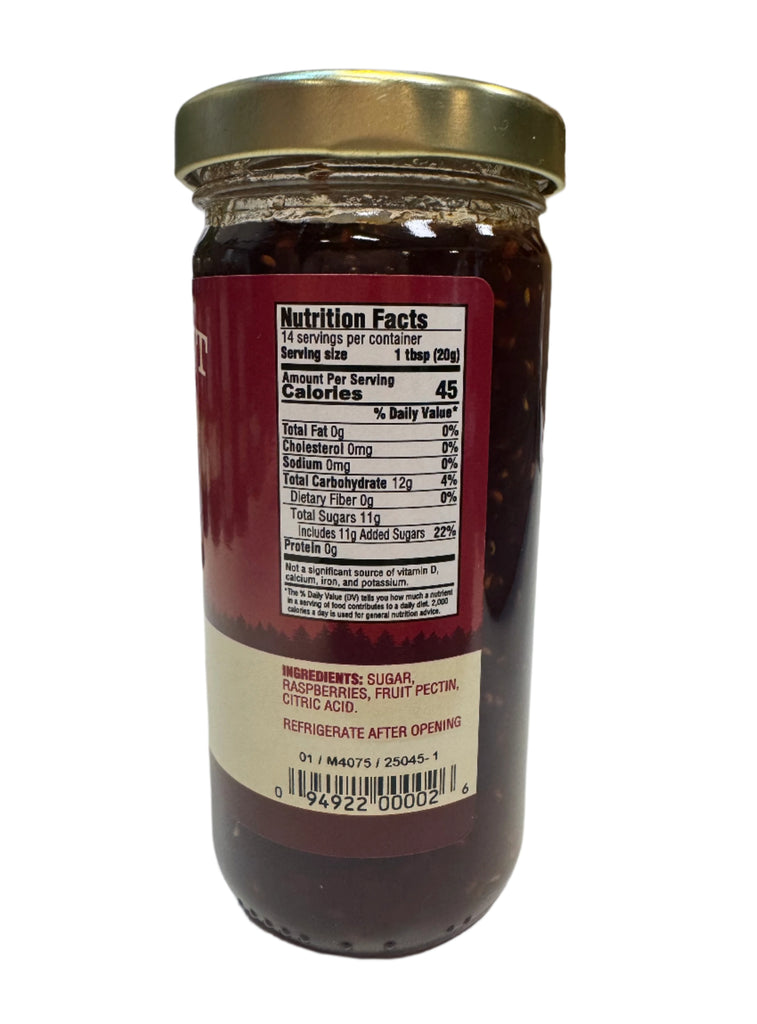 T
Nutrition Facts
14 servings per container
Serving size 1 tbsp (20g)
Amount Per Serving
Calories 45
% Daily Value*
Total Fat 0g 0%
Cholesterol 0mg 0%
Sodium 0mg 0%
Total Carbohydrate 12g 4%
Dietary Fiber 0g 0%
Total Sugars 11g
Includes 11g Added Sugars 22%
Protein 0g
Not a significant source of vitamin D,
calcium, iron, and potassium.
*The % Daily Value (DV) tells you how much a nutrient
in a serving of food contributes to a daily diet. 2,000
calories a day is used for general nutrition advice.
INGREDIENTS: SUGAR,
RASPBERRIES, FRUIT PECTIN,
CITRIC ACID.
REFRIGERATE AFTER OPENING
01 / M4075 / 25045-1
0 94922 00002 6